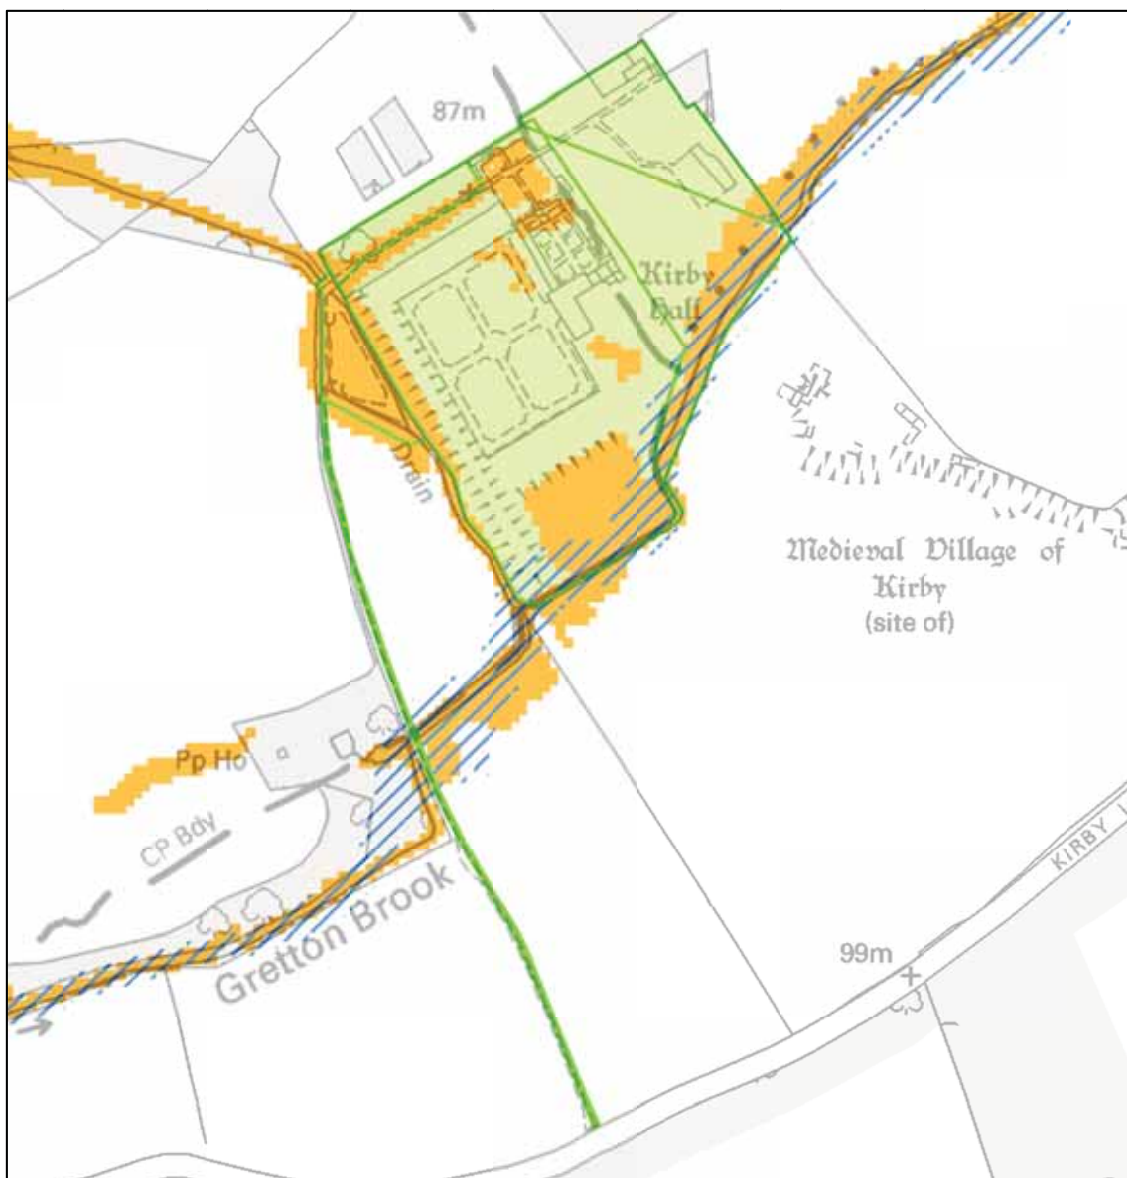 87m
Kirby
Hall
Drain
Medieval Village of
Kirby
(site of)
Pp Ho
CP Bdy
Gretton Brook
KIRBY
99m